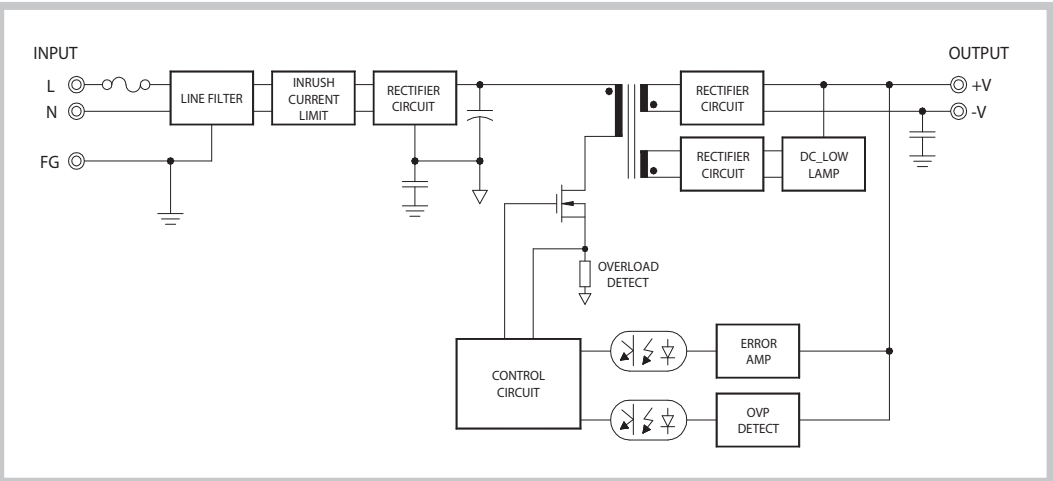 INPUT
OUTPUT
L
N
FG
LINE FILTER
INRUSH
CURRENT
LIMIT
RECTIFIER
CIRCUIT
RECTIFIER
CIRCUIT
+V
-V
RECTIFIER
CIRCUIT
DC_LOW
LAMP
OVERLOAD
DETECT
CONTROL
CIRCUIT
ERROR
AMP
OVP
DETECT